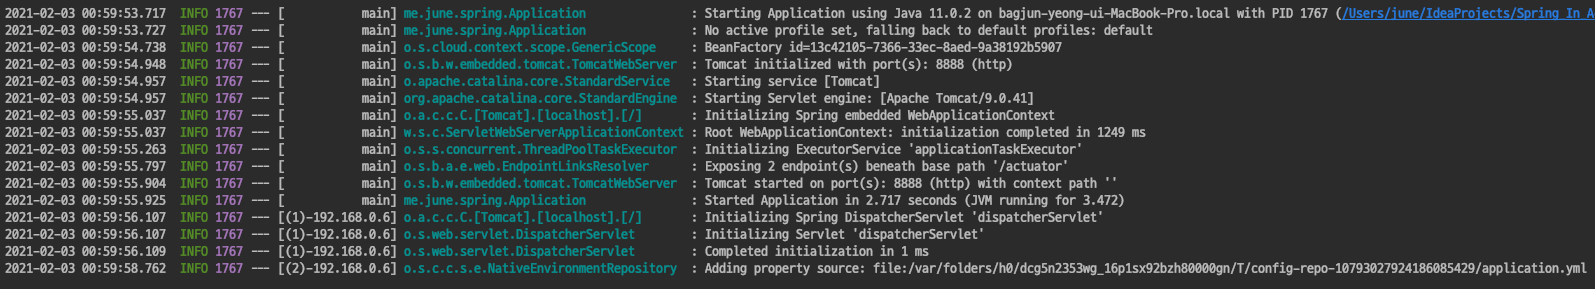 2021-02-03 00:59:53.717  INFO 1767 --- [           main] me.june.spring.Application               : Starting Application using Java 11.0.2 on bagjun-yeong-ui-MacBook-Pro.local with PID 1767 (/Users/june/IdeaProjects/Spring In A
2021-02-03 00:59:53.727  INFO 1767 --- [           main] me.june.spring.Application               : No active profile set, falling back to default profiles: default
2021-02-03 00:59:54.738  INFO 1767 --- [           main] o.s.cloud.context.scope.GenericScope     : BeanFactory id=13c42105-7366-33ec-8aed-9a38192b5907
2021-02-03 00:59:54.948  INFO 1767 --- [           main] o.s.b.w.embedded.tomcat.TomcatWebServer  : Tomcat initialized with port(s): 8888 (http)
2021-02-03 00:59:54.957  INFO 1767 --- [           main] o.apache.catalina.core.StandardService   : Starting service [Tomcat]
2021-02-03 00:59:54.957  INFO 1767 --- [           main] org.apache.catalina.core.StandardEngine  : Starting Servlet engine: [Apache Tomcat/9.0.41]
2021-02-03 00:59:55.037  INFO 1767 --- [           main] o.a.c.c.C.[Tomcat].[localhost].[/]       : Initializing Spring embedded WebApplicationContext
2021-02-03 00:59:55.037  INFO 1767 --- [           main] w.s.c.ServletWebServerApplicationContext : Root WebApplicationContext: initialization completed in 1249 ms
2021-02-03 00:59:55.263  INFO 1767 --- [           main] o.s.s.concurrent.ThreadPoolTaskExecutor  : Initializing ExecutorService 'applicationTaskExecutor'
2021-02-03 00:59:55.797  INFO 1767 --- [           main] o.s.b.a.e.web.EndpointLinksResolver      : Exposing 2 endpoint(s) beneath base path '/actuator'
2021-02-03 00:59:55.904  INFO 1767 --- [           main] o.s.b.w.embedded.tomcat.TomcatWebServer  : Tomcat started on port(s): 8888 (http) with context path ''
2021-02-03 00:59:55.925  INFO 1767 --- [           main] me.june.spring.Application               : Started Application in 2.717 seconds (JVM running for 3.472)
2021-02-03 00:59:56.107  INFO 1767 --- [(1)-192.168.0.6] o.a.c.c.C.[Tomcat].[localhost].[/]       : Initializing Spring DispatcherServlet 'dispatcherServlet'
2021-02-03 00:59:56.107  INFO 1767 --- [(1)-192.168.0.6] o.s.web.servlet.DispatcherServlet        : Initializing Servlet 'dispatcherServlet'
2021-02-03 00:59:56.109  INFO 1767 --- [(1)-192.168.0.6] o.s.web.servlet.DispatcherServlet        : Completed initialization in 1 ms
2021-02-03 00:59:58.762  INFO 1767 --- [(2)-192.168.0.6] o.s.c.c.s.e.NativeEnvironmentRepository  : Adding property source: file:/var/folders/h0/dcg5n2353wg_16p1sx92bzh80000gn/T/config-repo-10793027924186085429/application.yml